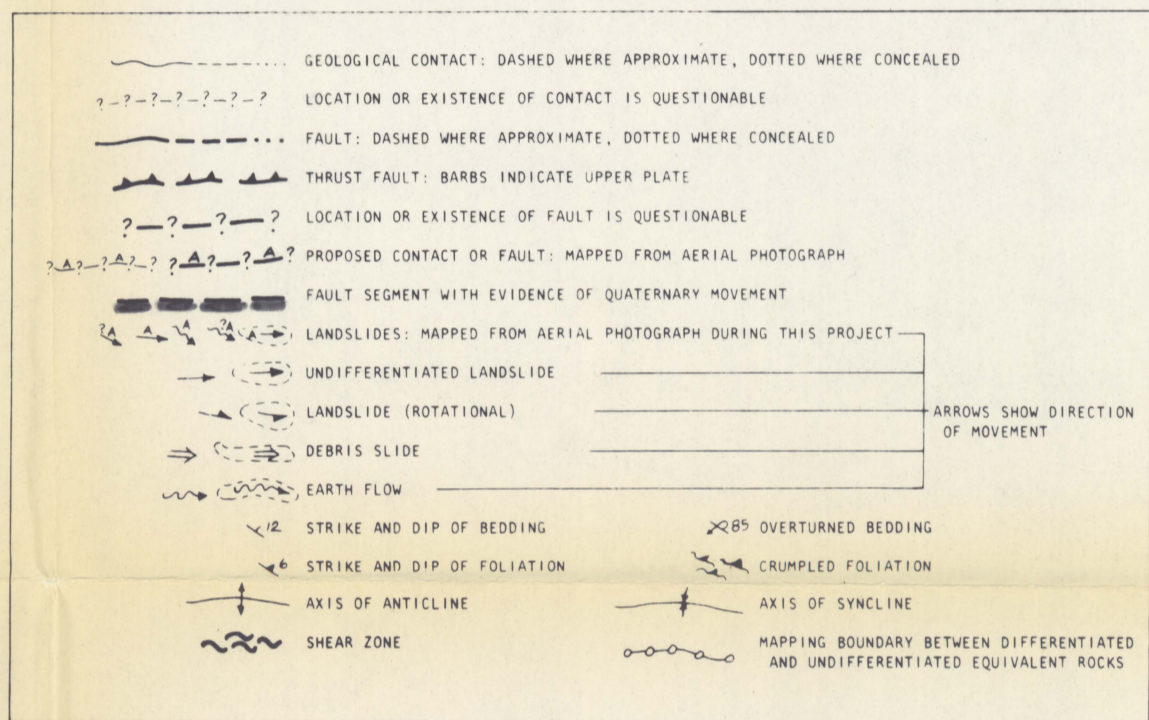 GEOLOGICAL CONTACT: DASHED WHERE APPROXIMATE, DOTTED WHERE CONCEALED
? - ? - ? - ? - ? - ? - ? LOCATION OR EXISTENCE OF CONTACT IS QUESTIONABLE
FAULT: DASHED WHERE APPROXIMATE, DOTTED WHERE CONCEALED
THRUST FAULT: BARBS INDICATE UPPER PLATE
? — ? — ? — ? LOCATION OR EXISTENCE OF FAULT IS QUESTIONABLE
? A ? — ? A ? — ? ? A ? — ? A ? PROPOSED CONTACT OR FAULT: MAPPED FROM AERIAL PHOTOGRAPH
FAULT SEGMENT WITH EVIDENCE OF QUATERNARY MOVEMENT
?A A A ?A A LANDSLIDES: MAPPED FROM AERIAL PHOTOGRAPH DURING THIS PROJECT
UNDIFFERENTIATED LANDSLIDE
LANDSLIDE (ROTATIONAL)
ARROWS SHOW DIRECTION
OF MOVEMENT
DEBRIS SLIDE
EARTH FLOW
12 STRIKE AND DIP OF BEDDING
85 OVERTURNED BEDDING
6 STRIKE AND DIP OF FOLIATION
CRUMPLED FOLIATION
AXIS OF ANTICLINE
AXIS OF SYNCLINE
SHEAR ZONE
MAPPING BOUNDARY BETWEEN DIFFERENTIATED
AND UNDIFFERENTIATED EQUIVALENT ROCKS